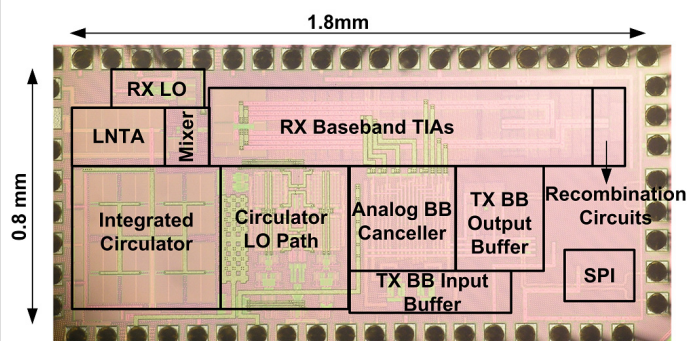 1.8mm
0.8 mm
RX LO
LNTA
Mixer
RX Baseband TIAs
Recombination
Circuits
Integrated
Circulator
Circulator
LO Path
Analog BB
Canceller
TX BB
Output
Buffer
TX BB Input
Buffer
SPI